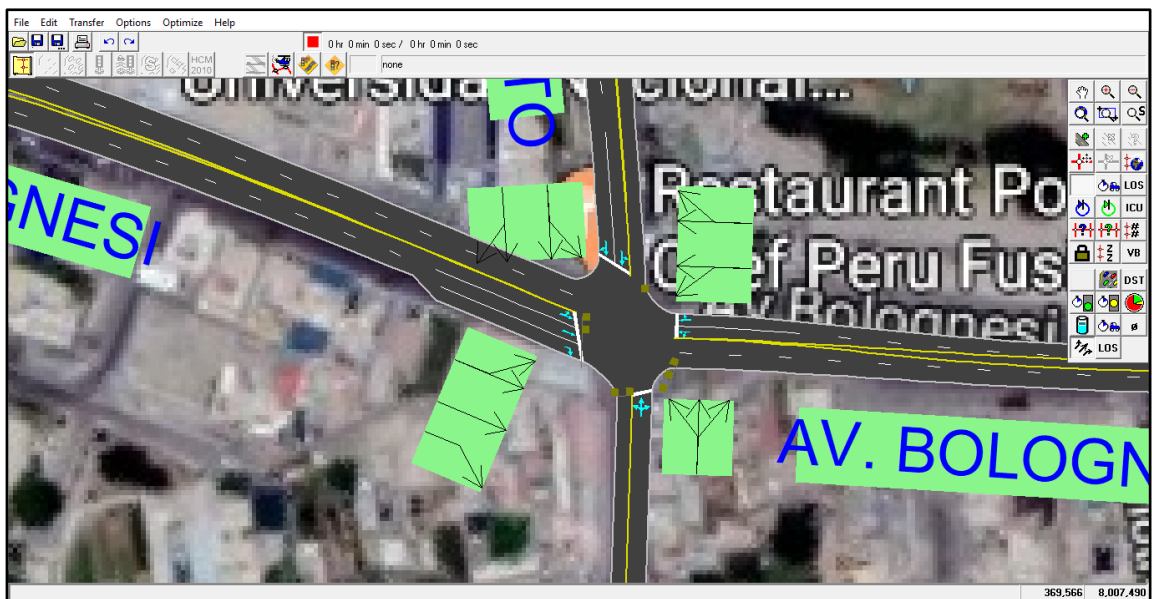 File Edit Transfer Options Optimize Help
0 hr 0 min 0 sec / 0 hr 0 min 0 sec
HCM 2010
none
LOS
ICU
VB
DST
ø
LOS
Restaurant Po
Bolognesi
ef Peru Fus
GNESI
TO
AV. BOLOGN
369,566 8,007,490